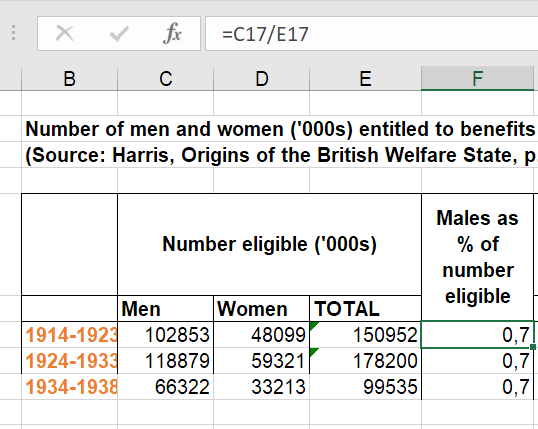 fx =C17/E17
B C D E F
Number of men and women ('000s) entitled to benefits
(Source: Harris, Origins of the British Welfare State, p
Number eligible ('000s)
Males as
% of
number
eligible
Men Women TOTAL
1914-1923 102853 48099 150952 0,7
1924-1933 118879 59321 178200 0,7
1934-1938 66322 33213 99535 0,7